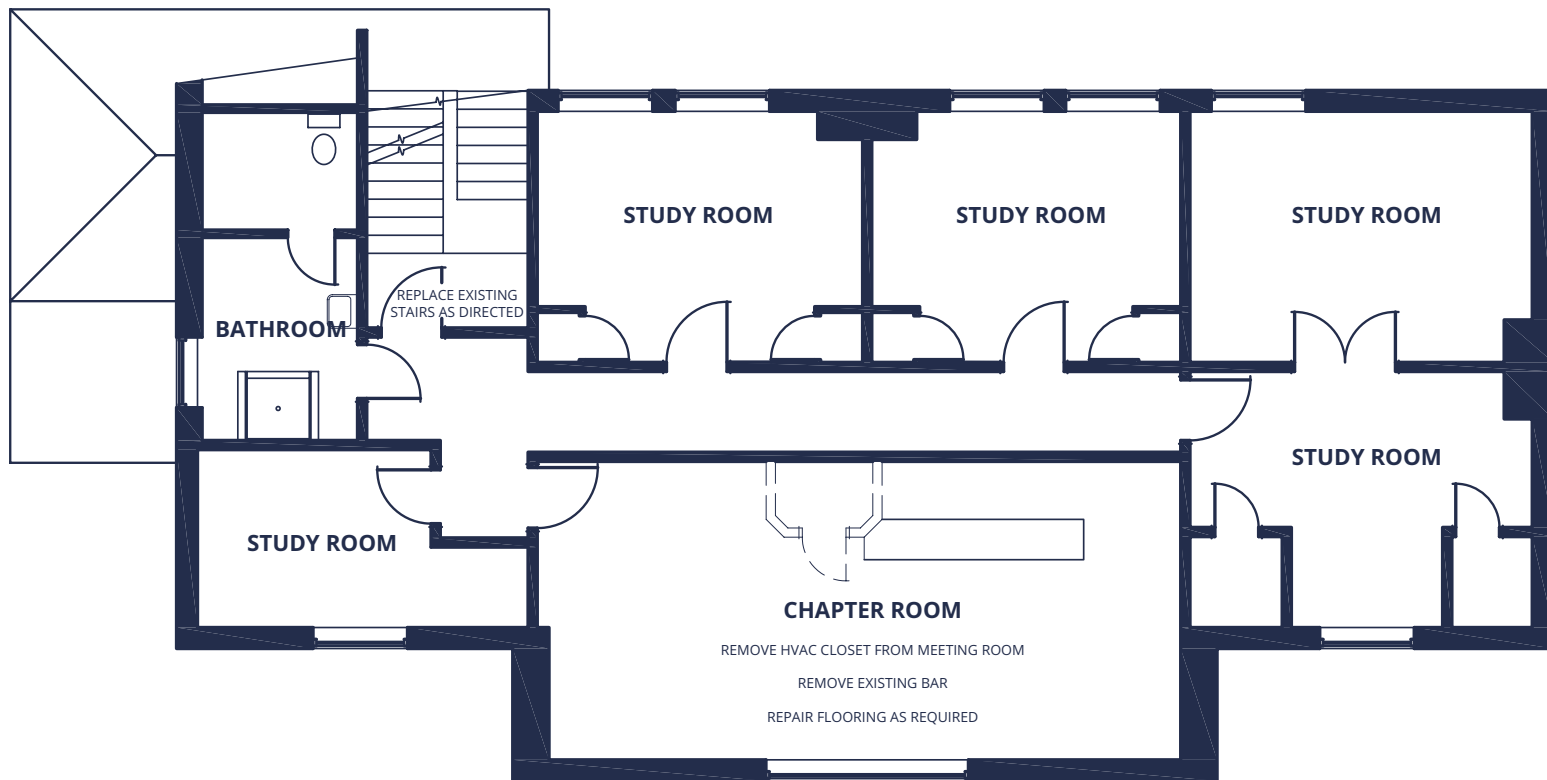 STUDY ROOM
STUDY ROOM
STUDY ROOM
REPLACE EXISTING
STAIRS AS DIRECTED
BATHROOM
STUDY ROOM
STUDY ROOM
CHAPTER ROOM
REMOVE HVAC CLOSET FROM MEETING ROOM
REMOVE EXISTING BAR
REPAIR FLOORING AS REQUIRED